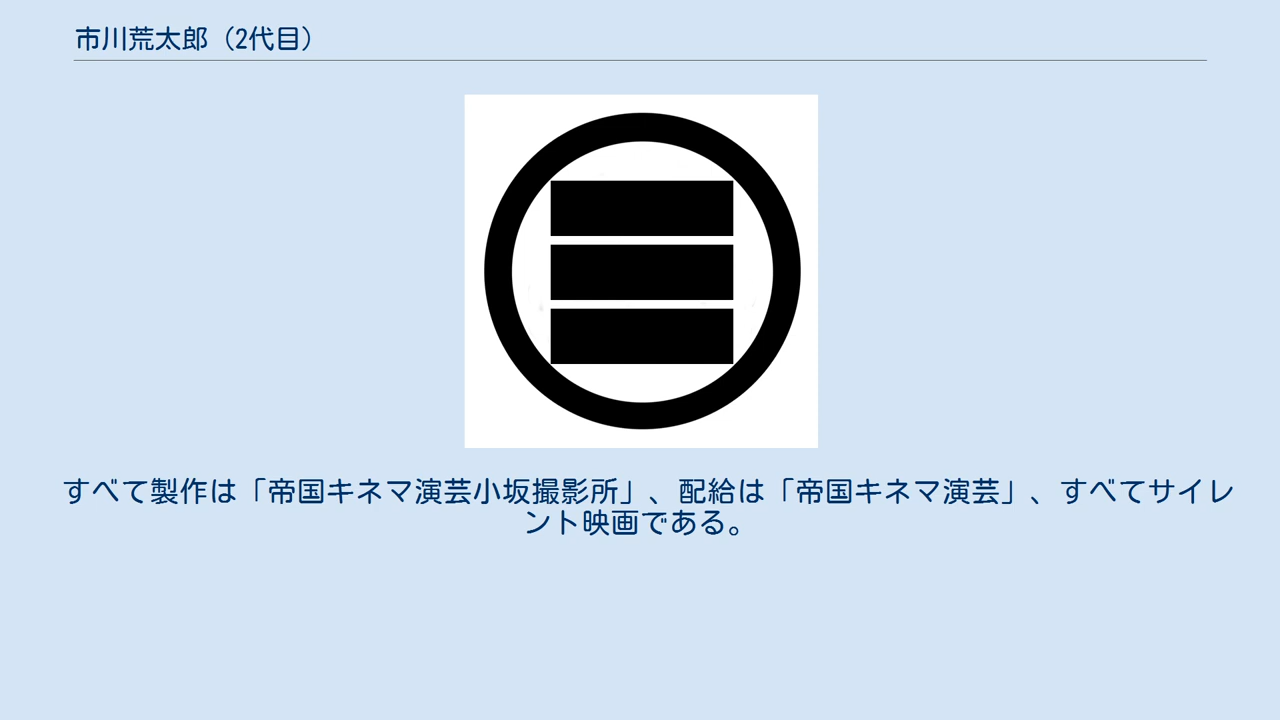 市川荒太郎（2代目）
すべて製作は「帝国キネマ演芸小坂撮影所」、配給は「帝国キネマ演芸」、すべてサイレ
ント映画である。